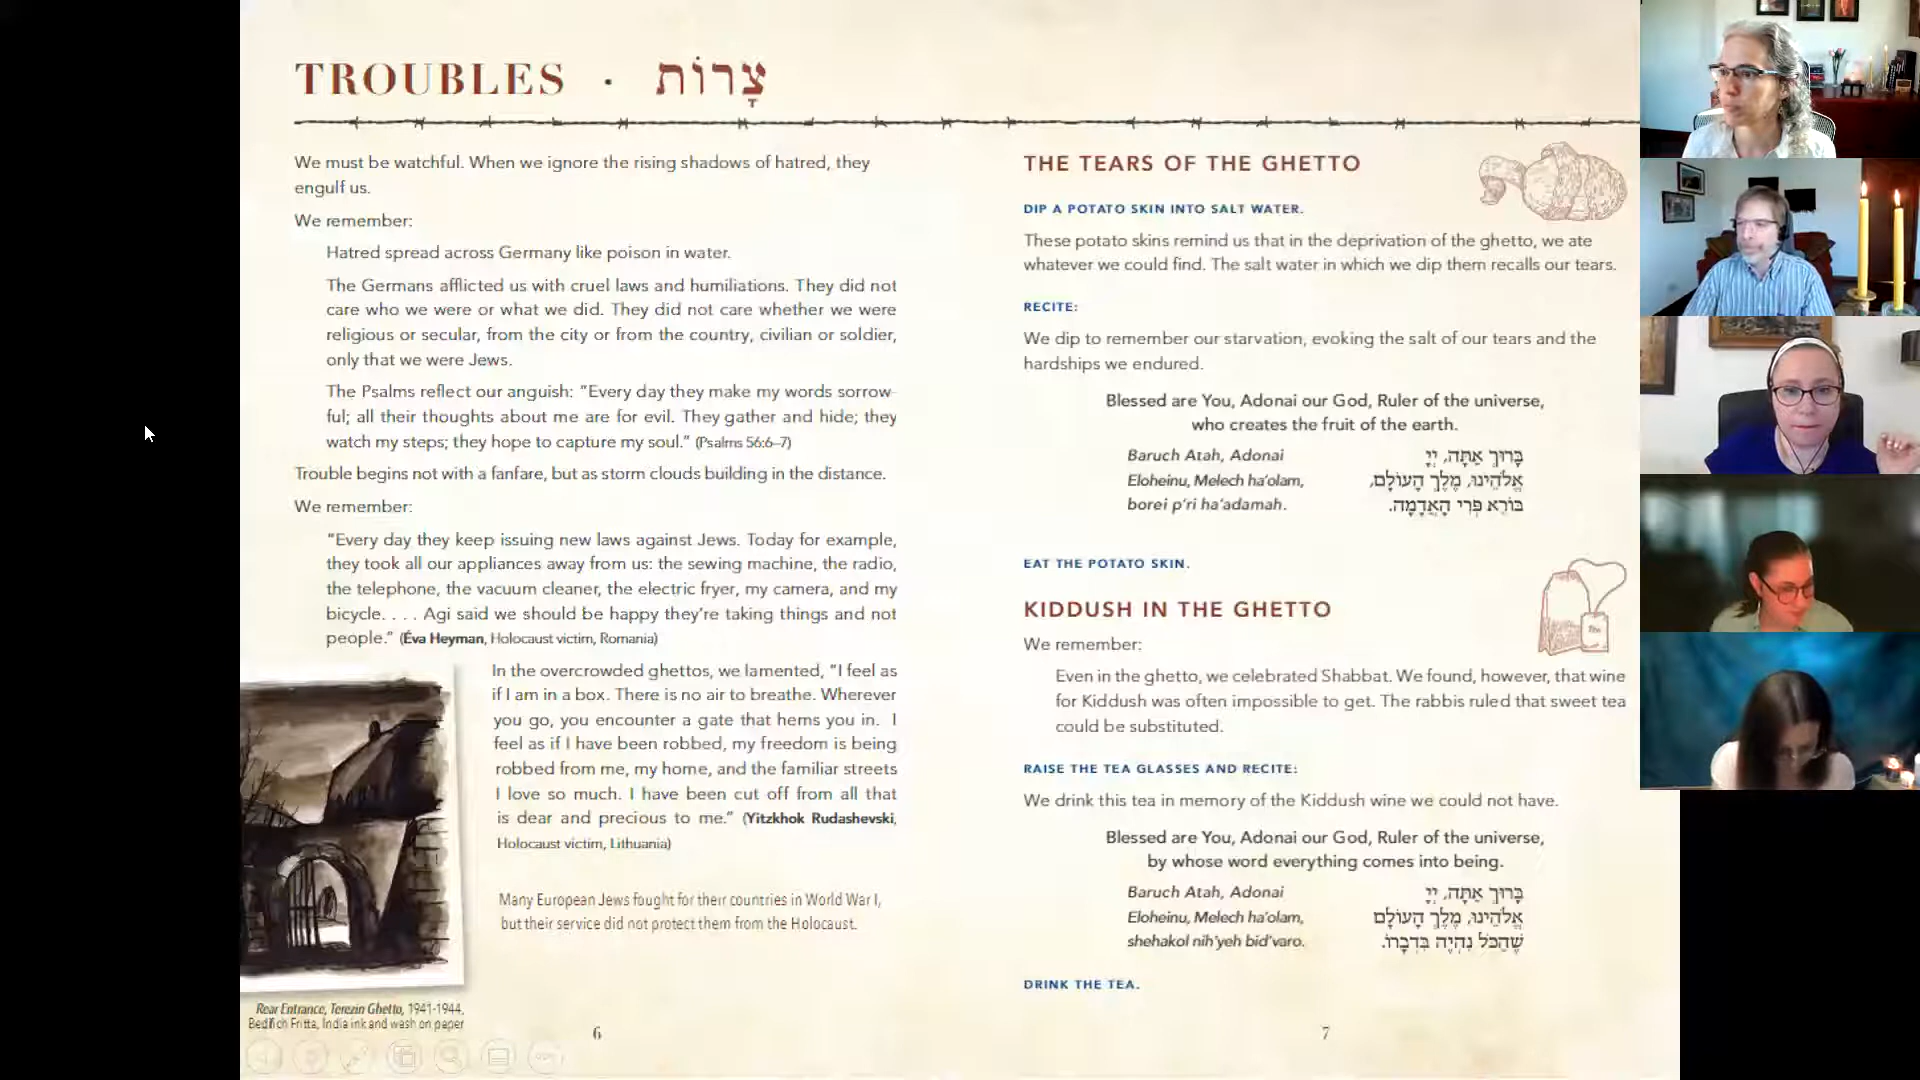 TROUBLES · צָרוֹת
We must be watchful. When we ignore the rising shadows of hatred, they
engulf us.
We remember:
Hatred spread across Germany like poison in water.
The Germans afflicted us with cruel laws and humiliations. They did not
care who we were or what we did. They did not care whether we were
religious or secular, from the city or from the country, civilian or soldier,
only that we were Jews.
The Psalms reflect our anguish: “Every day they make my words sorrow-
ful; all their thoughts about me are for evil. They gather and hide; they
watch my steps; they hope to capture my soul.” (Psalms 56:6–7)
Trouble begins not with a fanfare, but as storm clouds building in the distance.
We remember:
“Every day they keep issuing new laws against Jews. Today for example,
they took all our appliances away from us: the sewing machine, the radio,
the telephone, the vacuum cleaner, the electric fryer, my camera, and my
bicycle. . . . Agi said we should be happy they’re taking things and not
people.” (Éva Heyman, Holocaust victim, Romania)
In the overcrowded ghettos, we lamented, “I feel as
if I am in a box. There is no air to breathe. Wherever
you go, you encounter a gate that hems you in. I
feel as if I have been robbed, my freedom is being
robbed from me, my home, and the familiar streets
I love so much. I have been cut off from all that
is dear and precious to me.” (Yitzkhok Rudashevski,
Holocaust victim, Lithuania)
Many European Jews fought for their countries in World War I,
but their service did not protect them from the Holocaust.
Rear Entrance, Terezin Ghetto, 1941-1944,
Bedřich Fritta, India ink and wash on paper
6
THE TEARS OF THE GHETTO
DIP A POTATO SKIN INTO SALT WATER.
These potato skins remind us that in the deprivation of the ghetto, we ate
whatever we could find. The salt water in which we dip them recalls our tears.
RECITE:
We dip to remember our starvation, evoking the salt of our tears and the
hardships we endured.
Blessed are You, Adonai our God, Ruler of the universe,
who creates the fruit of the earth.
Baruch Atah, Adonai
Eloheinu, Melech ha’olam,
borei p’ri ha’adamah.
בָּרוּךְ אַתָּה, יְיָ
אֱלֹהֵינוּ, מֶלֶךְ הָעוֹלָם,
בּוֹרֵא פְּרִי הָאֲדָמָה.
EAT THE POTATO SKIN.
KIDDUSH IN THE GHETTO
We remember:
Even in the ghetto, we celebrated Shabbat. We found, however, that wine
for Kiddush was often impossible to get. The rabbis ruled that sweet tea
could be substituted.
Tea
RAISE THE TEA GLASSES AND RECITE:
We drink this tea in memory of the Kiddush wine we could not have.
Blessed are You, Adonai our God, Ruler of the universe,
by whose word everything comes into being.
Baruch Atah, Adonai
Eloheinu, Melech ha’olam,
shehakol nih’yeh bid’varo.
בָּרוּךְ אַתָּה, יְיָ
אֱלֹהֵינוּ, מֶלֶךְ הָעוֹלָם
שֶׁהַכֹּל נִהְיֶה בִּדְבָרוֹ.
DRINK THE TEA.
7